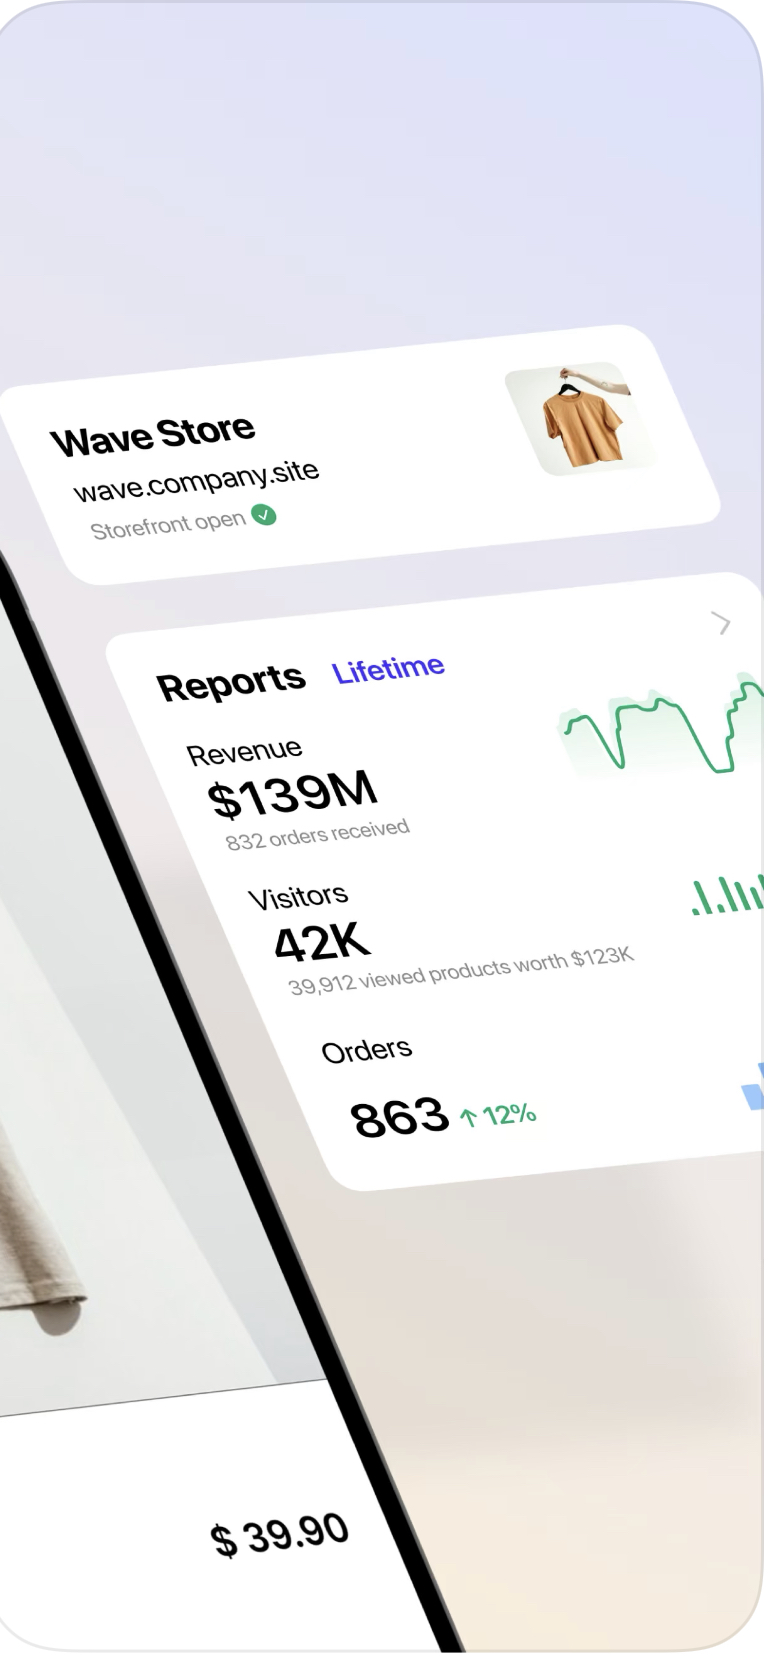 Wave Store
wave.company.site
Storefront open
Reports Lifetime
Revenue
$139M
832 orders received
Visitors
42K
39,912 viewed products worth $123K
Orders
863 ↑ 12%
$ 39.90